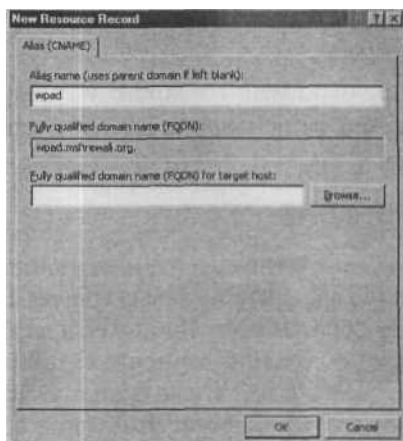 New Resource Record
Alias (CNAME)
Alias name (uses parent domain if left blank):
wpad
Fully qualified domain name (FQDN):
wpad.msfirewall.org.
Fully qualified domain name (FQDN) for target host:
Browse...
OK
Cancel